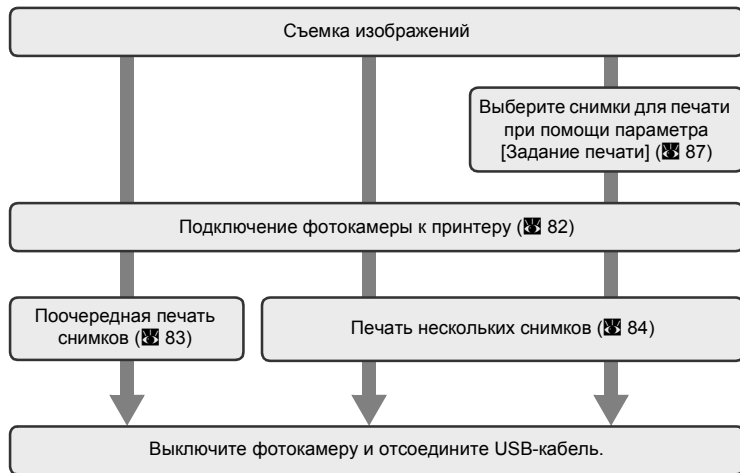 Съемка изображений
Выберите снимки для печати
при помощи параметра
[Задание печати] ( 87)
Подключение фотокамеры к принтеру ( 82)
Поочередная печать
снимков ( 83)
Печать нескольких снимков ( 84)
Выключите фотокамеру и отсоедините USB-кабель.